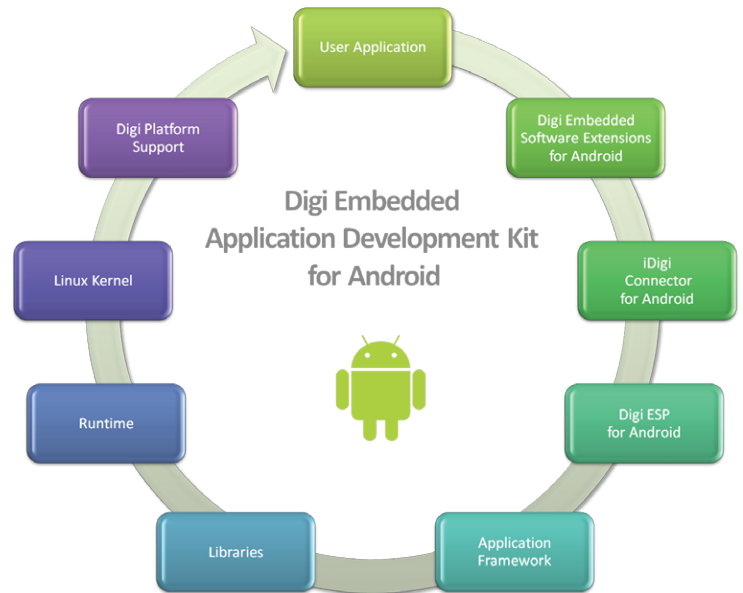 User Application
Digi Embedded
Software Extensions
for Android
iDigi
Connector
for Android
Digi ESP
for Android
Application
Framework
Libraries
Runtime
Linux Kernel
Digi Platform
Support
Digi Embedded
Application Development Kit
for Android